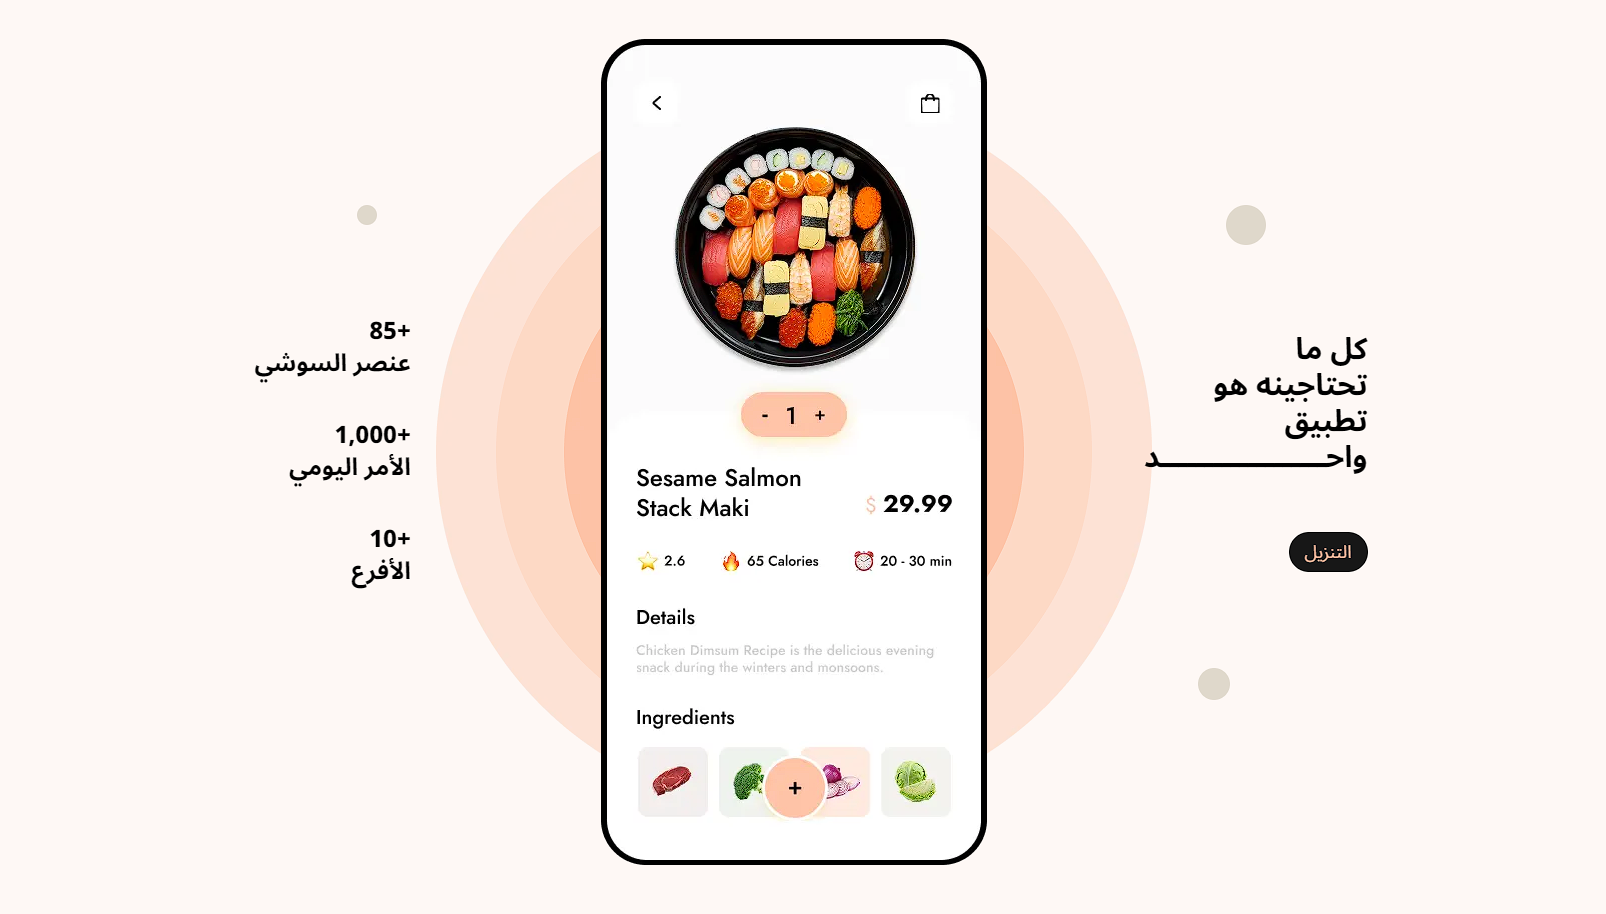 كل ما
تحتاجينه هو
تطبيق
واحـــــــــــــــــد
التنزيل
Sesame Salmon
Stack Maki
$ 29.99
- 1 +
2.6
65 Calories
20 - 30 min
Details
Chicken Dimsum Recipe is the delicious evening
snack during the winters and monsoons.
Ingredients
+
85+
عنصر السوشي
1,000+
الأمر اليومي
10+
الأفرع